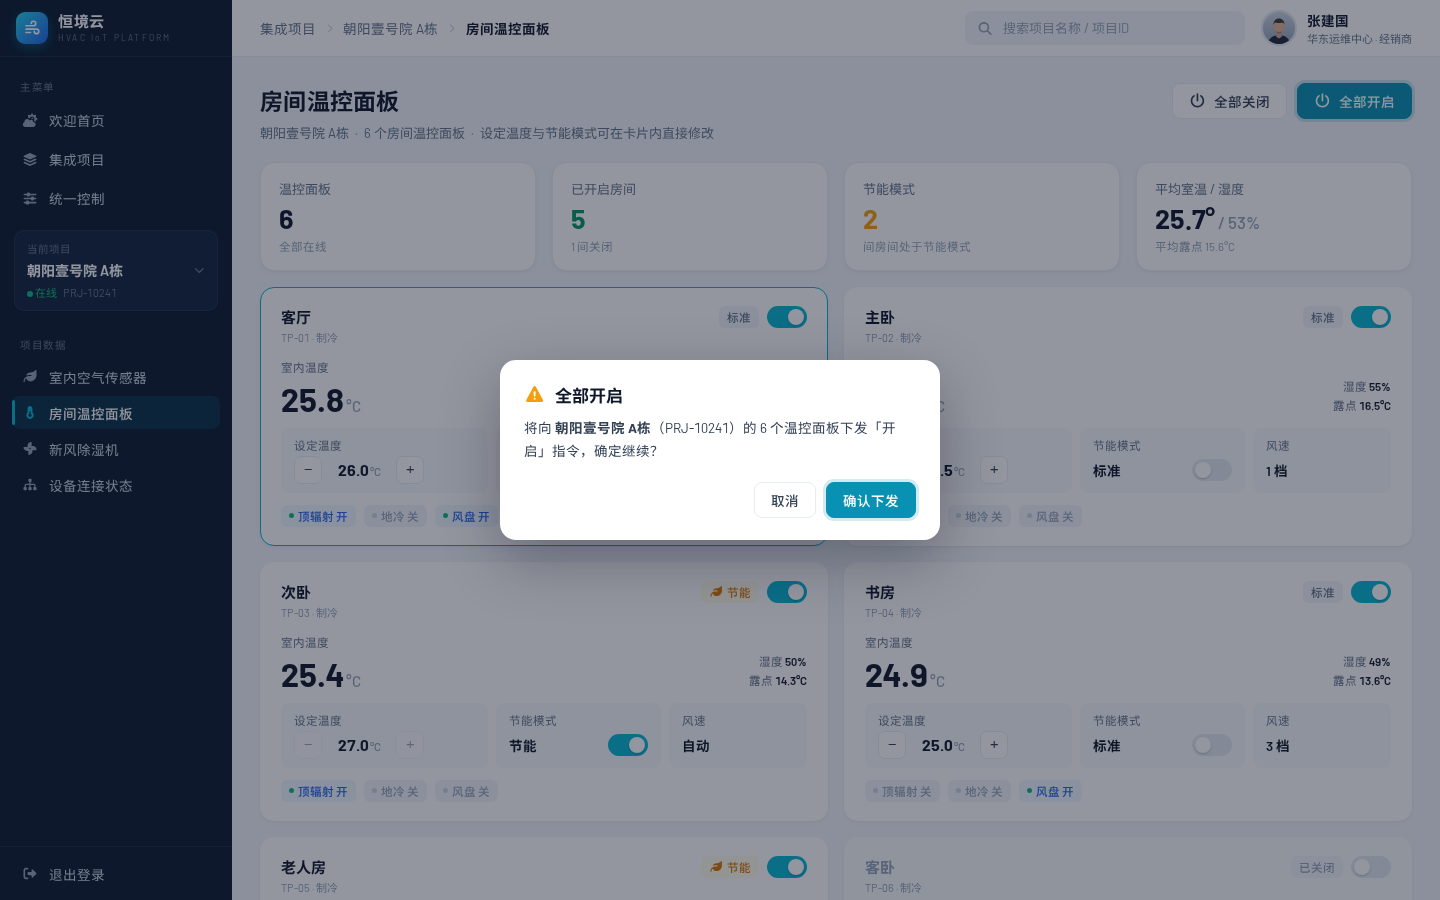 恒境云
HVAC IoT PLATFORM
主菜单
欢迎首页
集成项目
统一控制
当前项目
朝阳壹号院 A栋
在线 PRJ-10241
项目数据
室内空气传感器
房间温控面板
新风除湿机
设备连接状态
退出登录
集成项目 > 朝阳壹号院 A栋 > 房间温控面板
搜索项目名称 / 项目ID
张建国
华东运维中心 · 经销商
房间温控面板
全部关闭
全部开启
朝阳壹号院 A栋 · 6 个房间温控面板 · 设定温度与节能模式可在卡片内直接修改
温控面板
6
全部在线
已开启房间
5
1 间关闭
节能模式
2
间房间处于节能模式
平均室温 / 湿度
25.7° / 53%
平均露点 15.6°C
客厅
标准
TP-01 · 制冷
室内温度
25.8°C
设定温度
− 26.0°C +
顶辐射 开
地冷 关
风盘 开
主卧
标准
TP-02 · 制冷
湿度 55%
露点 16.5°C
.5°C +
节能模式
标准
风速
1 档
地冷 关
风盘 关
全部开启
将向 朝阳壹号院 A栋（PRJ-10241）的 6 个温控面板下发「开
启」指令，确定继续？
取消
确认下发
次卧
节能
TP-03 · 制冷
室内温度
25.4°C
湿度 50%
露点 14.3°C
设定温度
− 27.0°C +
节能模式
节能
风速
自动
顶辐射 开
地冷 关
风盘 关
书房
标准
TP-04 · 制冷
室内温度
24.9°C
湿度 49%
露点 13.6°C
设定温度
− 25.0°C +
节能模式
标准
风速
3 档
顶辐射 关
地冷 关
风盘 开
老人房
节能
TP-05 · 制冷
客卧
已关闭
TP-06 · 制冷